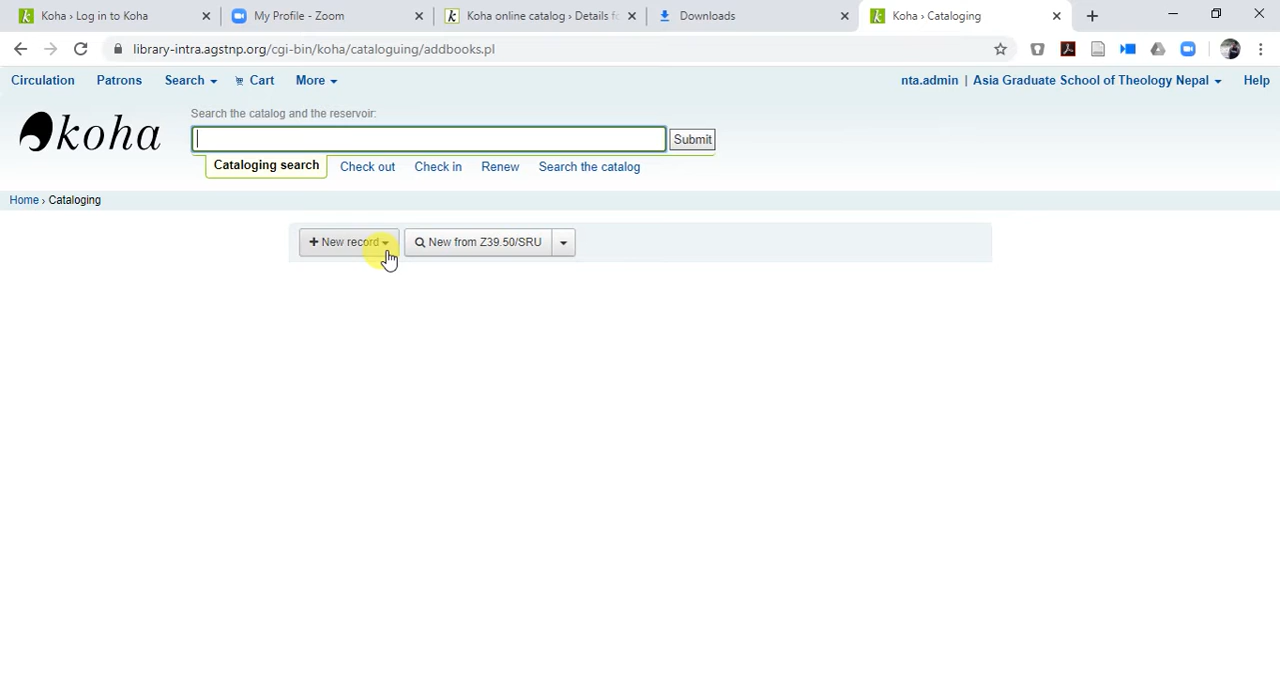 Koha › Log in to Koha
My Profile - Zoom
Koha online catalog › Details fo
Downloads
Koha › Cataloging
library-intra.agstnp.org/cgi-bin/koha/cataloguing/addbooks.pl
Circulation Patrons Search Cart More nta.admin | Asia Graduate School of Theology Nepal Help
Search the catalog and the reservoir:
koha
Submit
Cataloging search Check out Check in Renew Search the catalog
Home › Cataloging
+ New record New from Z39.50/SRU